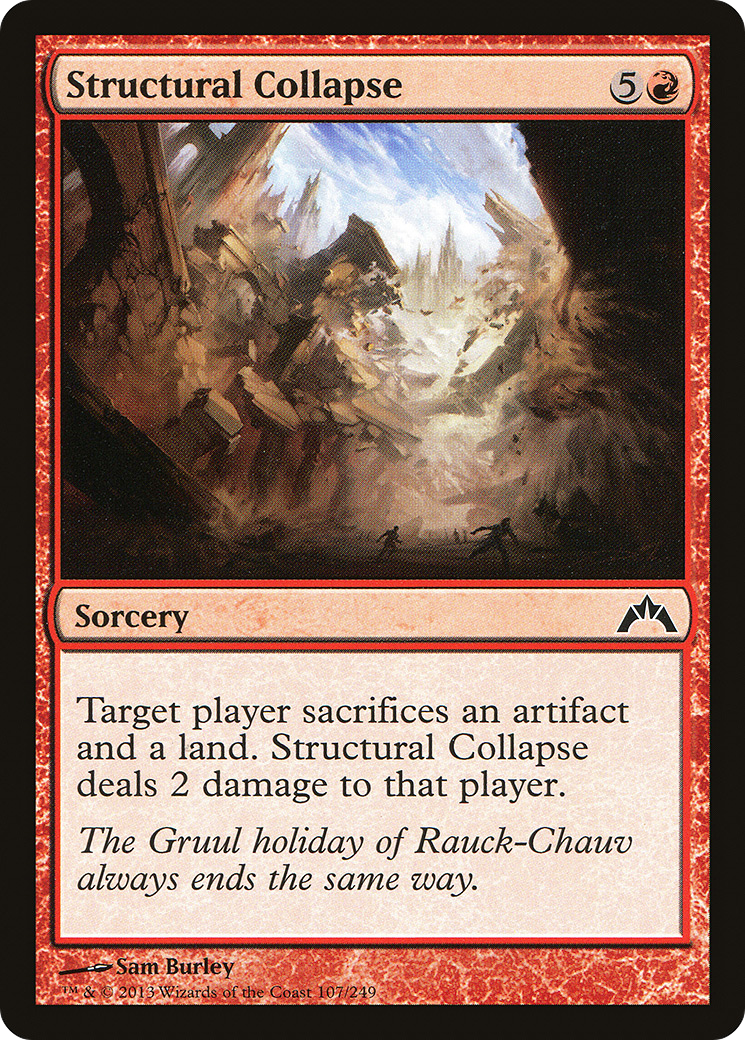 Structural Collapse 5
Sorcery
Target player sacrifices an artifact
and a land. Structural Collapse
deals 2 damage to that player.
The Gruul holiday of Rauck-Chauv
always ends the same way.
Sam Burley
™ & © 2013 Wizards of the Coast 107/249